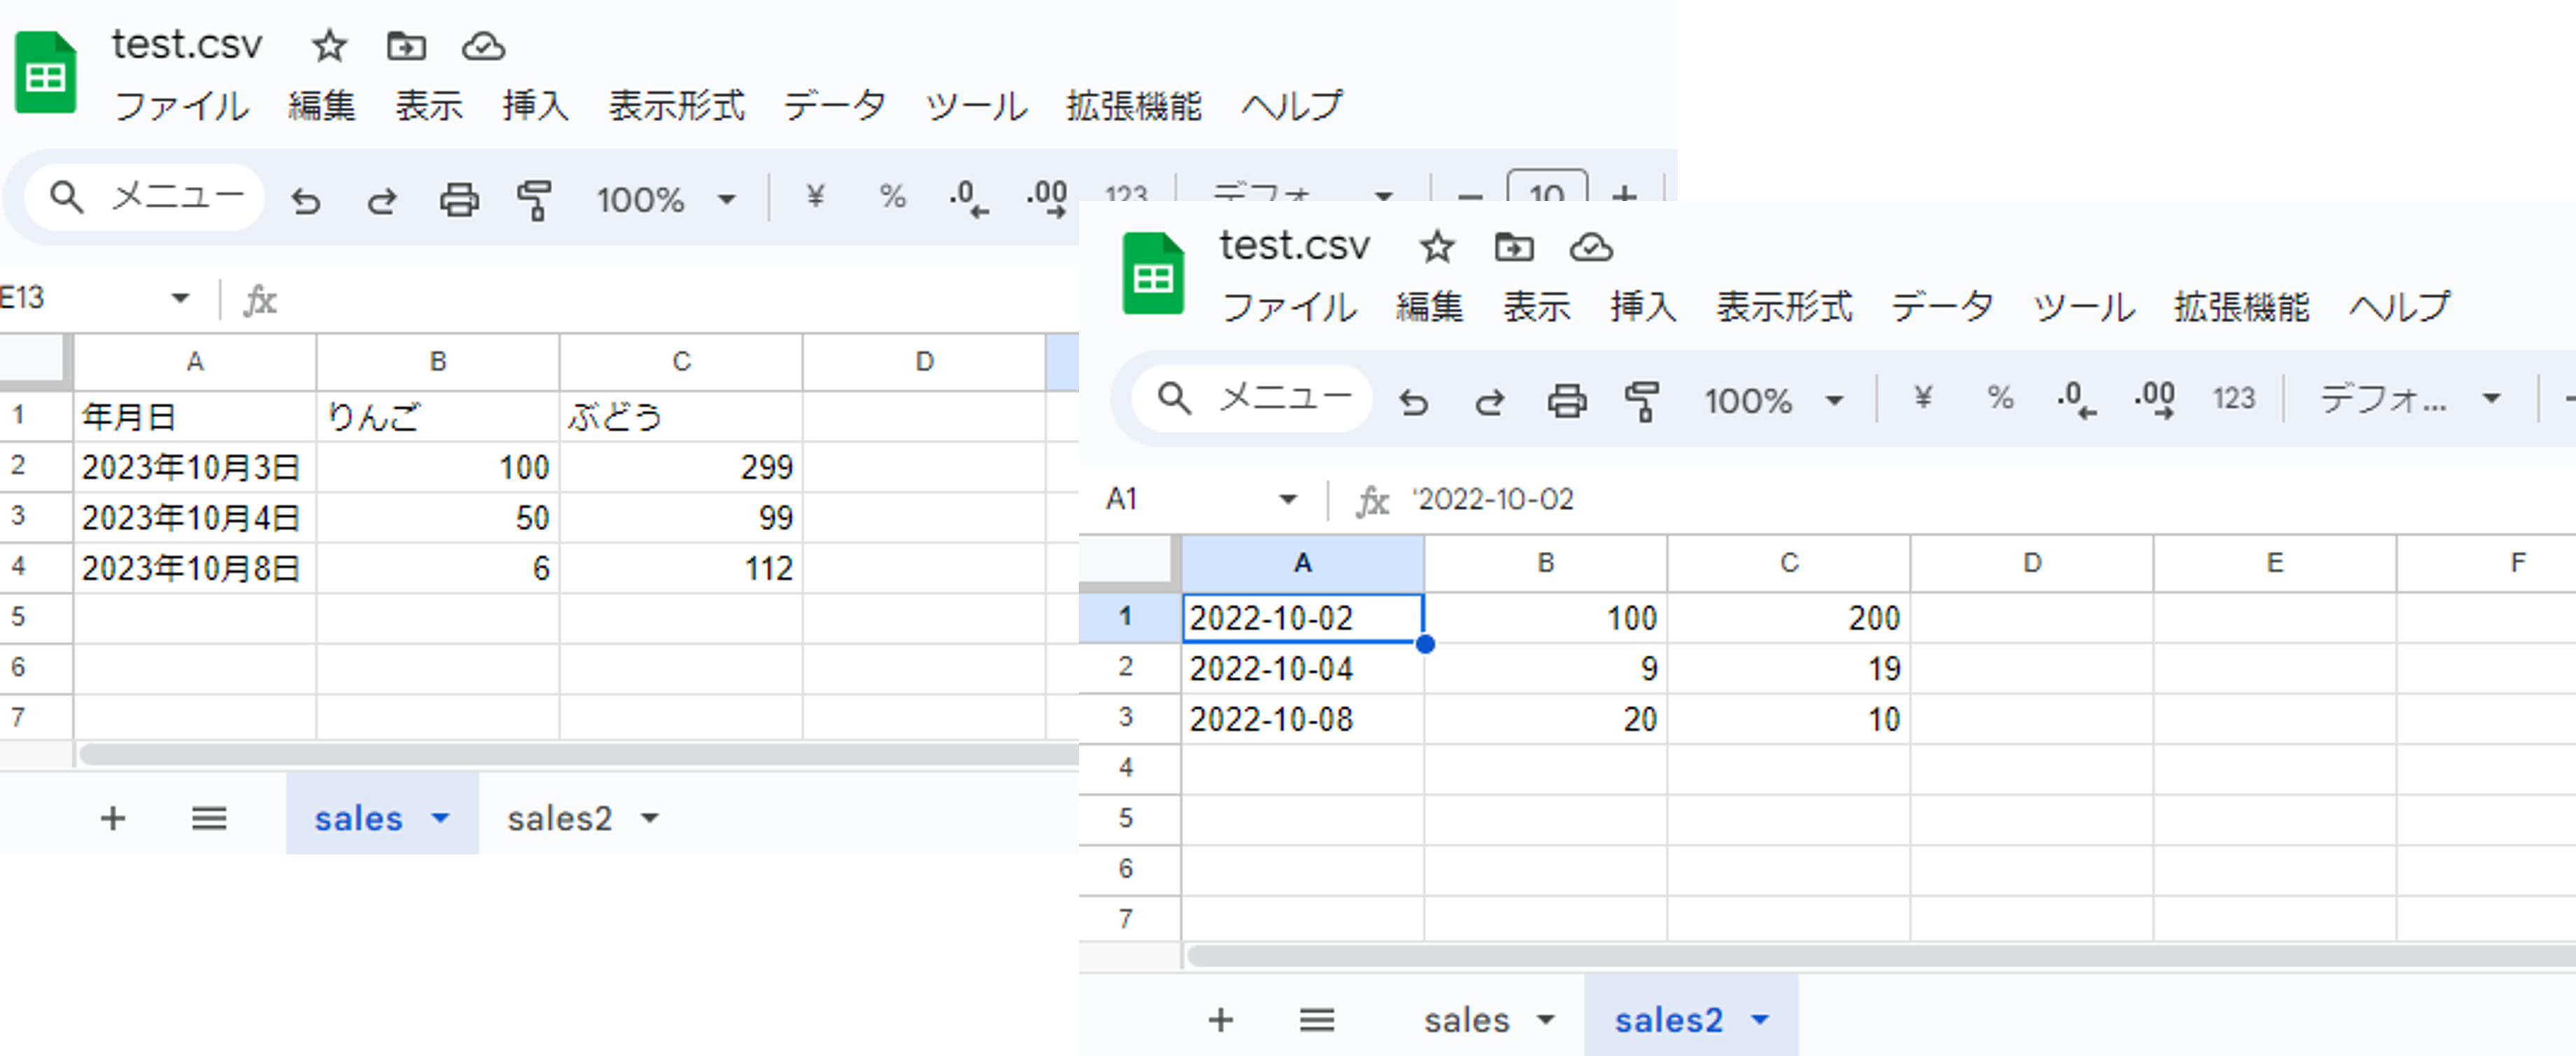 test.csv
ファイル 編集 表示 挿入 表示形式 データ ツール 拡張機能 ヘルプ
メニュー 100% ¥ % .0 .00 123 デフォ 10
E13 fx
A B C D
1 年月日 りんご ぶどう
2 2023年10月3日 100 299
3 2023年10月4日 50 99
4 2023年10月8日 6 112
5
6
7
sales sales2
test.csv
ファイル 編集 表示 挿入 表示形式 データ ツール 拡張機能 ヘルプ
メニュー 100% ¥ % .0 .00 123 デフォ...
A1 fx '2022-10-02
A B C D E F
1 2022-10-02 100 200
2 2022-10-04 9 19
3 2022-10-08 20 10
4
5
6
7
sales sales2